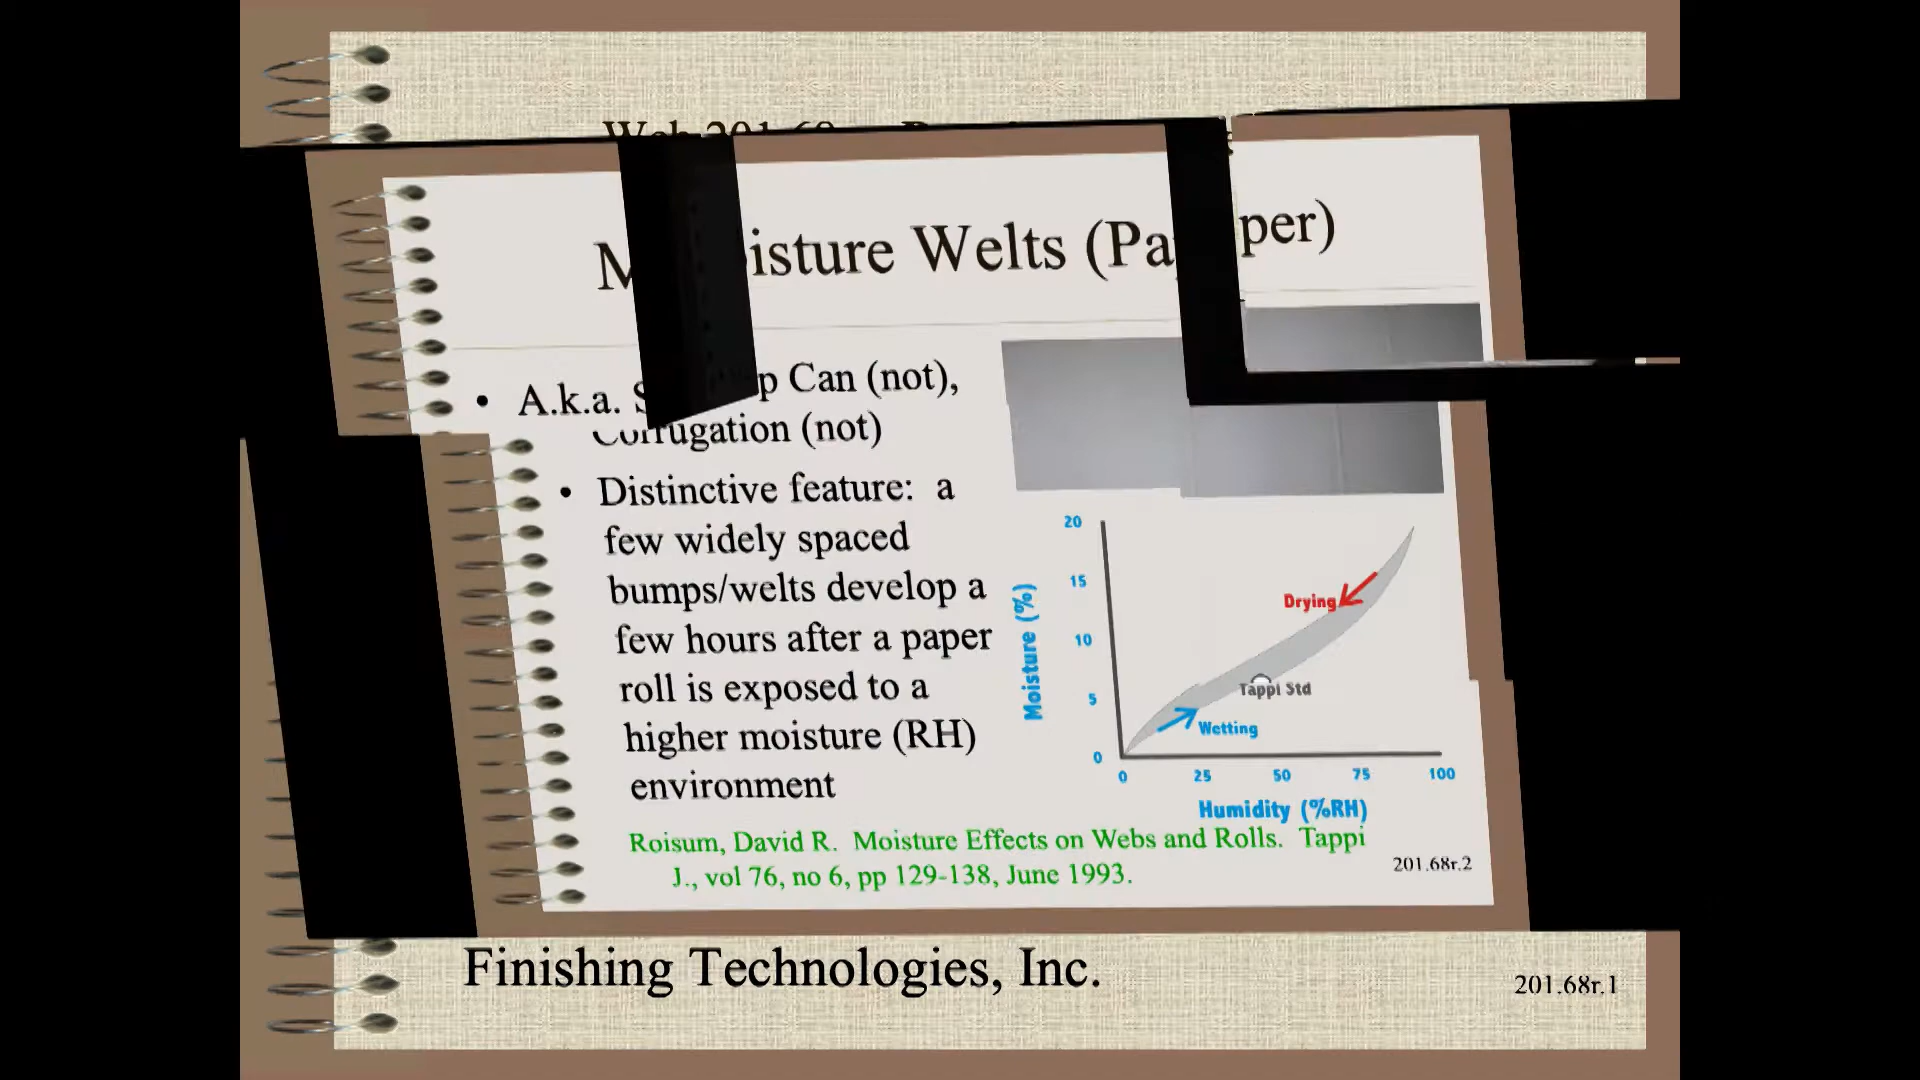 isture Welts (Pa per)
A.k.a. p Can (not),
Corrugation (not)
• Distinctive feature: a
few widely spaced
bumps/welts develop a
few hours after a paper
roll is exposed to a
higher moisture (RH)
environment
20
15
10
5
0
Moisture (%)
Drying
Tappi Std
Wetting
0 25 50 75 100
Humidity (%RH)
Roisum, David R. Moisture Effects on Webs and Rolls. Tappi
J., vol 76, no 6, pp 129-138, June 1993.
201.68r.2
Finishing Technologies, Inc.
201.68r.1